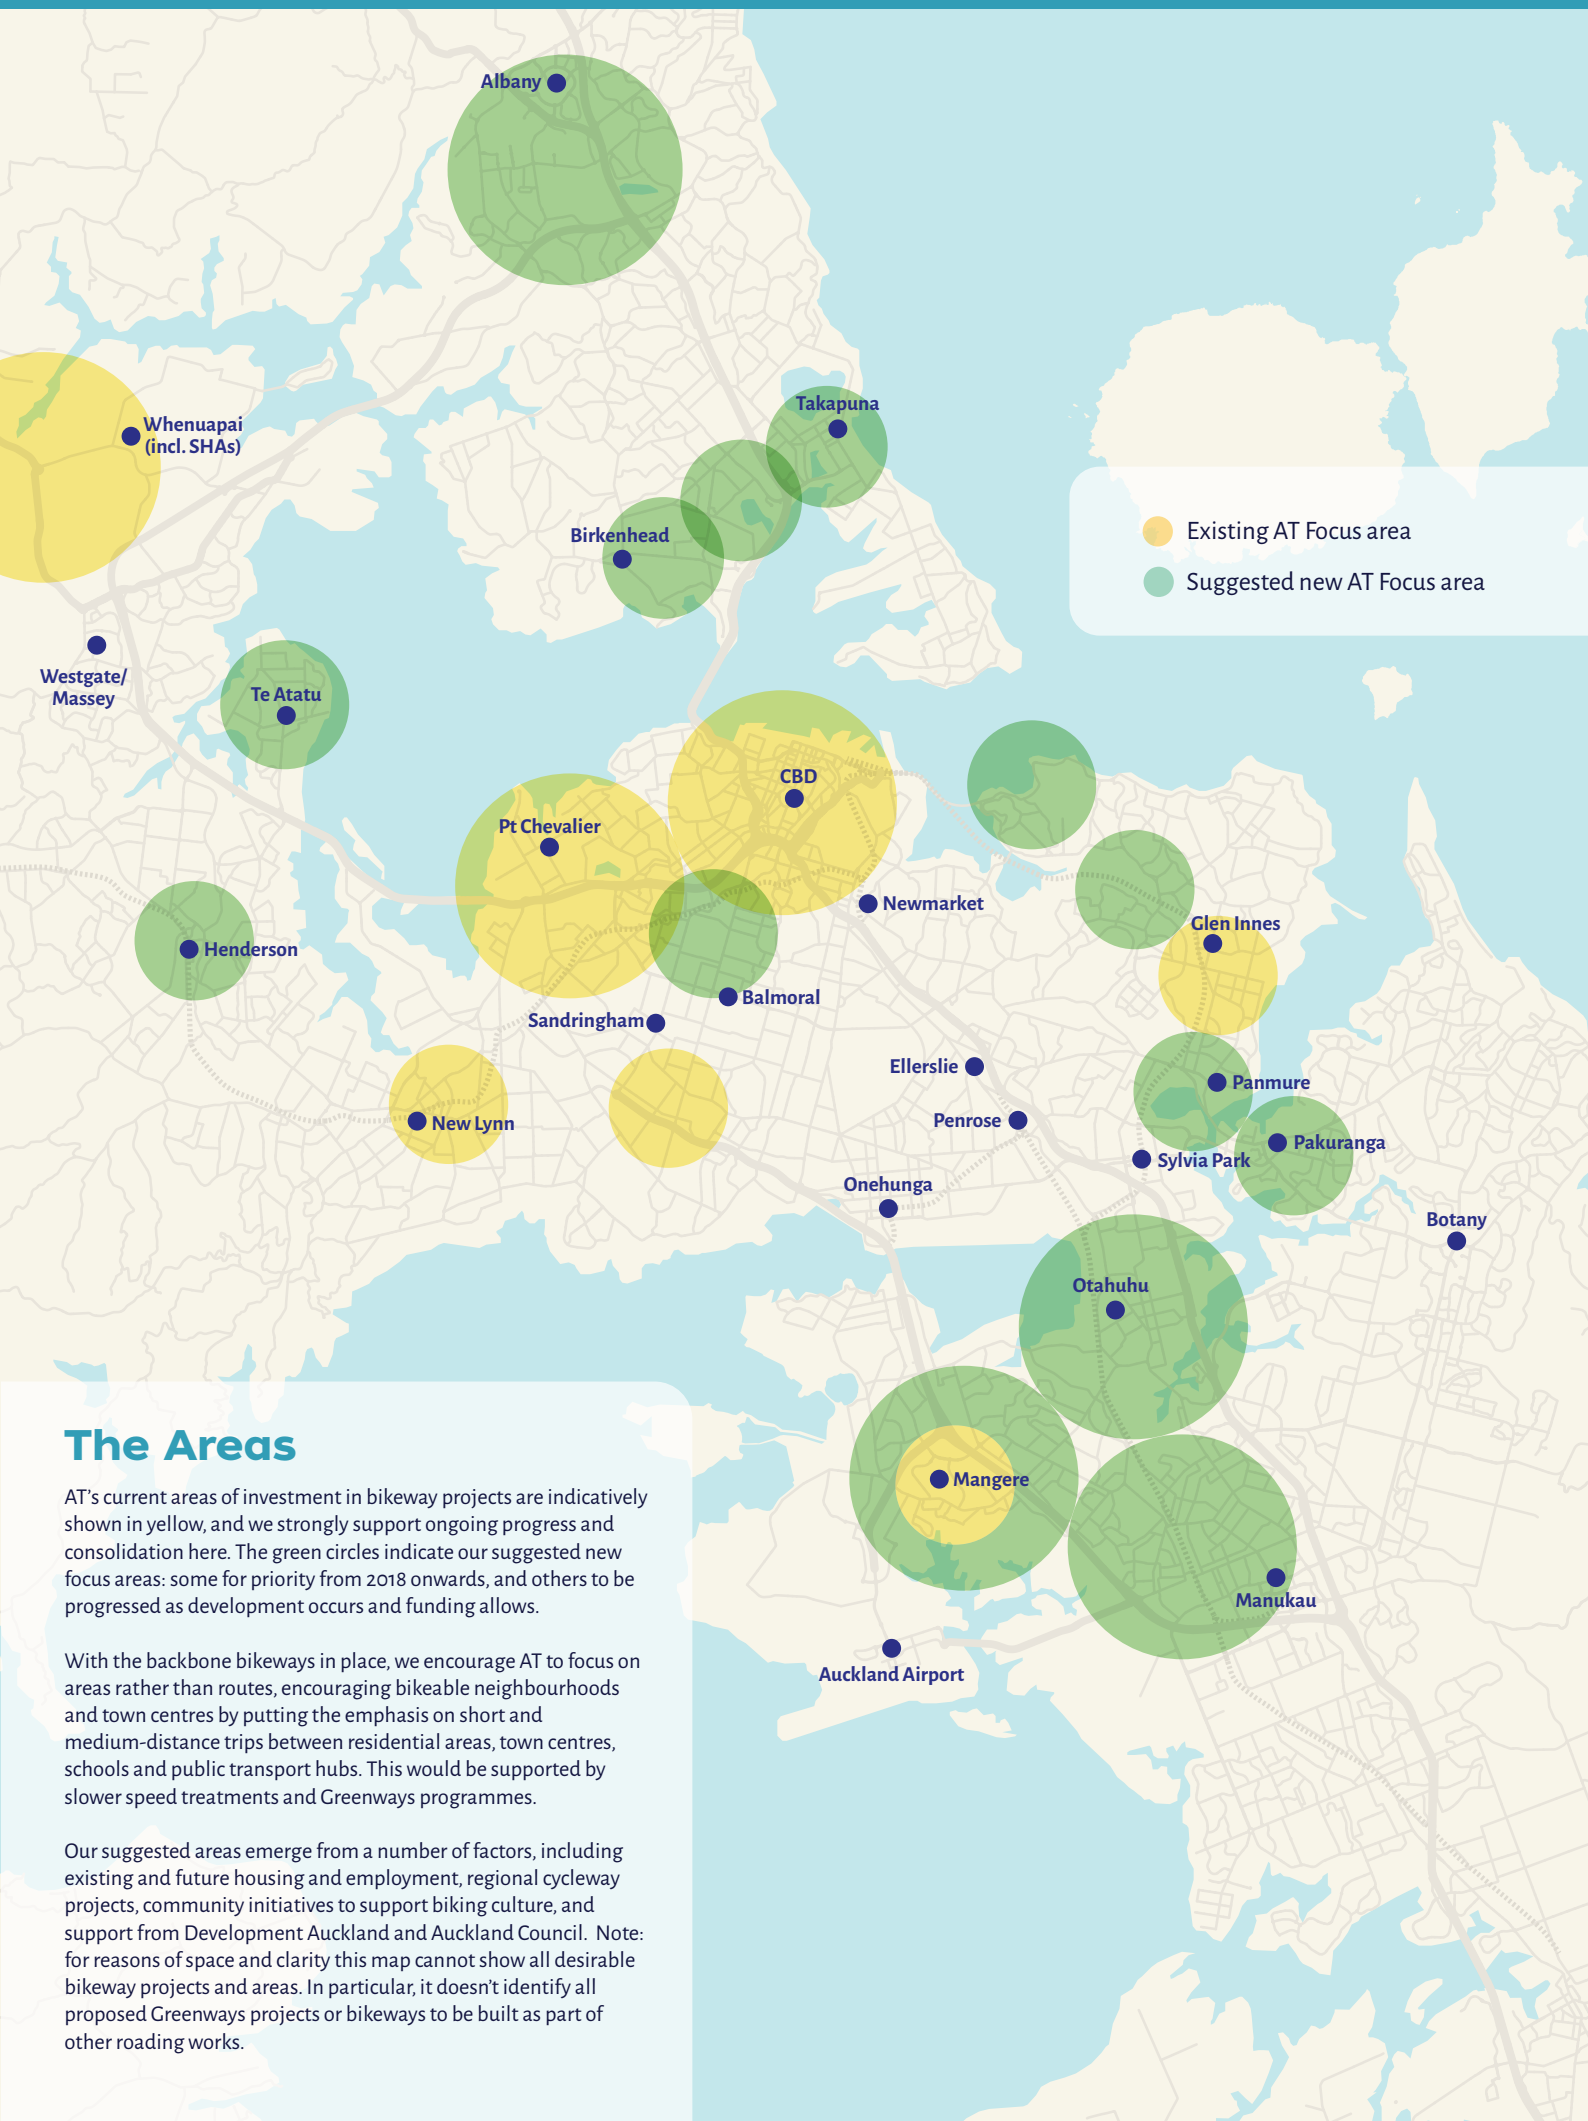 Albany
Takapuna
Whenuapai
(incl. SHAs)
Birkenhead
Existing AT Focus area
Suggested new AT Focus area
Westgate/
Massey
Te Atatu
CBD
Pt Chevalier
Newmarket
Glen Innes
Henderson
Balmoral
Sandringham
Ellerslie
Panmure
New Lynn
Penrose
Pakuranga
Sylvia Park
Onehunga
Botany
Otahuhu
Mangere
Manukau
Auckland Airport
The Areas
AT’s current areas of investment in bikeway projects are indicatively
shown in yellow, and we strongly support ongoing progress and
consolidation here. The green circles indicate our suggested new
focus areas: some for priority from 2018 onwards, and others to be
progressed as development occurs and funding allows.
With the backbone bikeways in place, we encourage AT to focus on
areas rather than routes, encouraging bikeable neighbourhoods
and town centres by putting the emphasis on short and
medium-distance trips between residential areas, town centres,
schools and public transport hubs. This would be supported by
slower speed treatments and Greenways programmes.
Our suggested areas emerge from a number of factors, including
existing and future housing and employment, regional cycleway
projects, community initiatives to support biking culture, and
support from Development Auckland and Auckland Council.  Note:
for reasons of space and clarity this map cannot show all desirable
bikeway projects and areas. In particular, it doesn’t identify all
proposed Greenways projects or bikeways to be built as part of
other roading works.